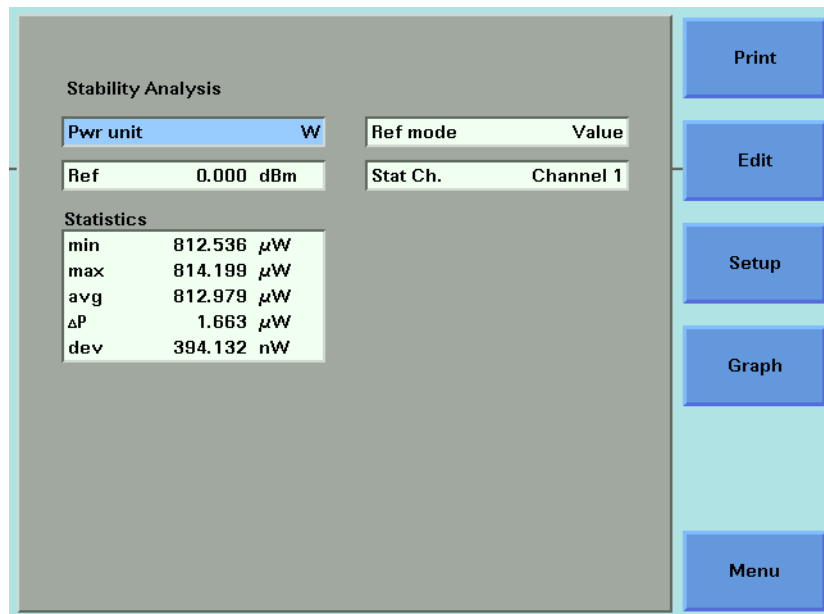 Stability Analysis
Pwr unit W
Ref mode Value
Ref 0.000 dBm
Stat Ch. Channel 1
Statistics
min 812.536 µW
max 814.199 µW
avg 812.979 µW
△P 1.663 µW
dev 394.132 nW
Print
Edit
Setup
Graph
Menu